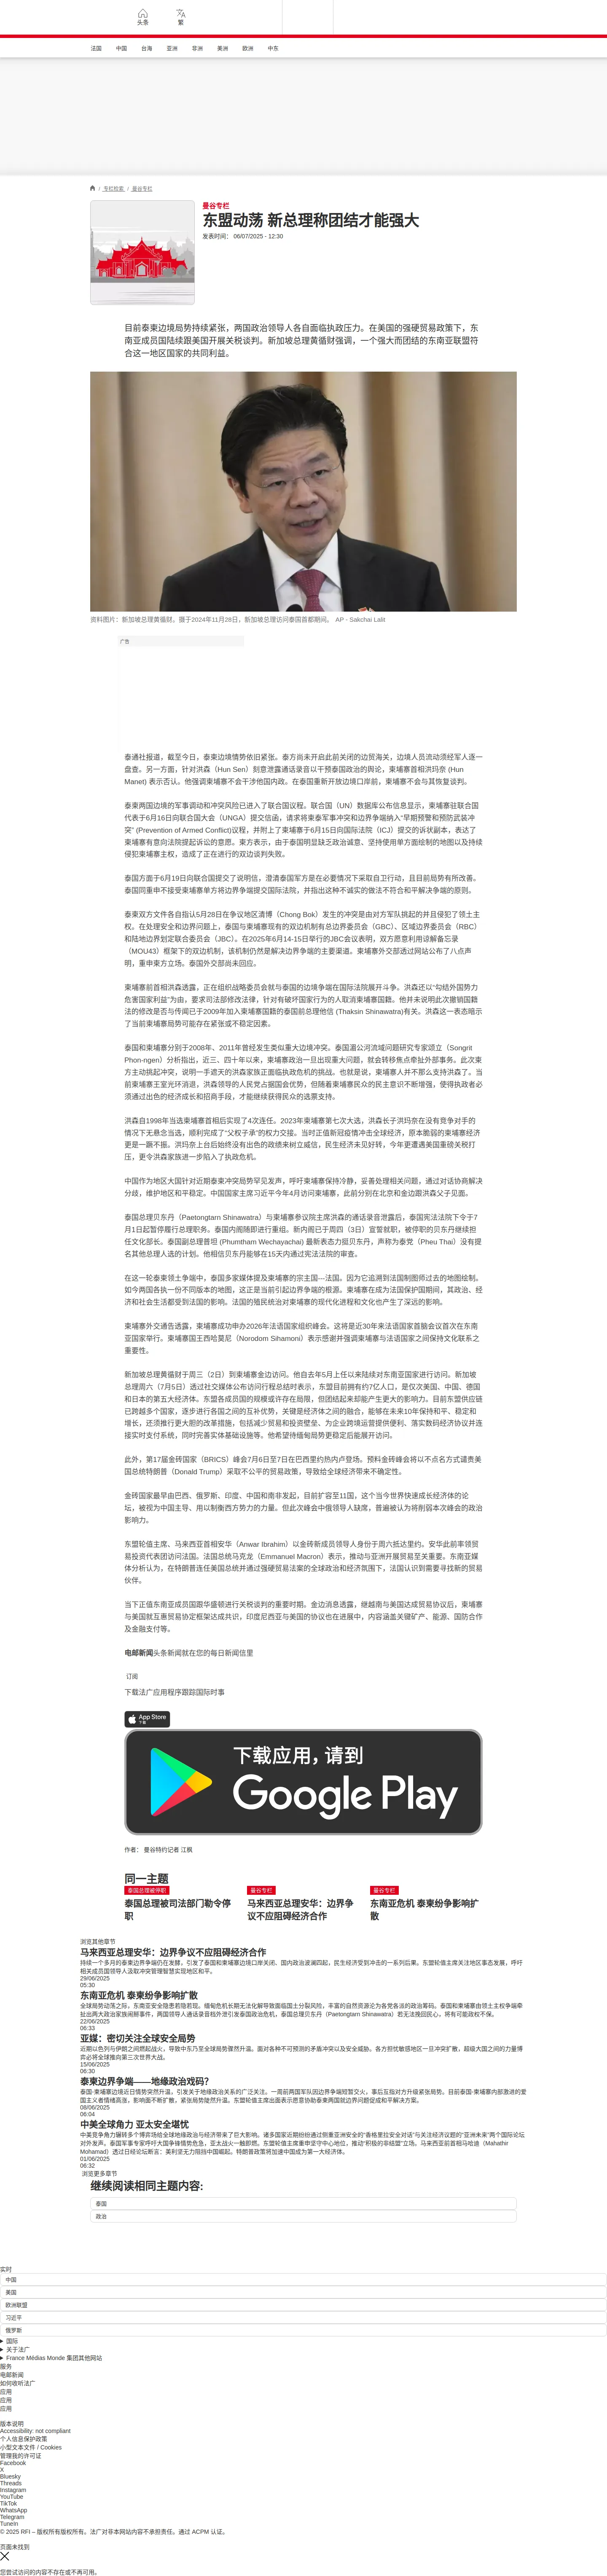 头条
繁
法国 中国 台海 亚洲 非洲 美洲 欧洲 中东
/ 专栏检索 / 曼谷专栏
曼谷专栏
东盟动荡 新总理称团结才能强大
发表时间： 06/07/2025 - 12:30
目前泰柬边境局势持续紧张，两国政治领导人各自面临执政压力。在美国的强硬贸易政策下，东
南亚成员国陆续跟美国开展关税谈判。新加坡总理黄循财强调，一个强大而团结的东南亚联盟符
合这一地区国家的共同利益。
资料图片：新加坡总理黄循财，摄于2024年11月28日，新加坡总理访问泰国首都期间。 AP - Sakchai Lalit
广告
泰通社报道，截至今日，泰柬边境情势依旧紧张。泰方尚未开启此前关闭的边贸海关，边境人员流动须经军人逐一
盘查。另一方面，针对洪森（Hun Sen）刻意泄露通话录音以干预泰国政治的舆论，柬埔寨首相洪玛奈 (Hun
Manet) 表示否认。他强调柬埔寨不会干涉他国内政。在泰国重新开放边境口岸前，柬埔寨不会与其恢复谈判。
泰柬两国边境的军事调动和冲突风险已进入了联合国议程。联合国（UN）数据库公布信息显示，柬埔寨驻联合国
代表于6月16日向联合国大会（UNGA）提交信函，请求将柬泰军事冲突和边界争端纳入“早期预警和预防武装冲
突” (Prevention of Armed Conflict)议程，并附上了柬埔寨于6月15日向国际法院（ICJ）提交的诉状副本，表达了
柬埔寨有意向法院提起诉讼的意愿。柬方表示，由于泰国明显缺乏政治诚意、坚持使用单方面绘制的地图以及持续
侵犯柬埔寨主权，造成了正在进行的双边谈判失败。
泰国方面于6月19日向联合国提交了说明信，澄清泰国军方是在必要情况下采取自卫行动，且目前局势有所改善。
泰国同重申不接受柬埔寨单方将边界争端提交国际法院，并指出这种不诚实的做法不符合和平解决争端的原则。
泰柬双方文件各自指认5月28日在争议地区清博（Chong Bok）发生的冲突是由对方军队挑起的并且侵犯了领土主
权。在处理安全和边界问题上，泰国与柬埔寨现有的双边机制有总边界委员会（GBC）、区域边界委员会（RBC）
和陆地边界划定联合委员会（JBC）。在2025年6月14-15日举行的JBC会议表明，双方愿意利用谅解备忘录
（MOU43）框架下的双边机制，该机制仍然是解决边界争端的主要渠道。柬埔寨外交部透过网站公布了八点声
明，重申柬方立场。泰国外交部尚未回应。
柬埔寨前首相洪森透露，正在组织战略委员会就与泰国的边境争端在国际法院展开斗争。洪森还以“勾结外国势力
危害国家利益”为由，要求司法部修改法律，针对有破坏国家行为的人取消柬埔寨国籍。他并未说明此次撤销国籍
法的修改是否与传闻已于2009年加入柬埔寨国籍的泰国前总理他信 (Thaksin Shinawatra)有关。洪森这一表态暗示
了当前柬埔寨局势可能存在紧张或不稳定因素。
泰国和柬埔寨分别于2008年、2011年曾经发生类似重大边境冲突。泰国湄公河流域问题研究专家颂立（Songrit
Phon-ngen）分析指出，近三、四十年以来，柬埔寨政治一旦出现重大问题，就会转移焦点牵扯外部事务。此次柬
方主动挑起冲突，说明一手遮天的洪森家族正面临执政危机的挑战。也就是说，柬埔寨人并不那么支持洪森了。当
前柬埔寨王室光环消退，洪森领导的人民党占据国会优势，但随着柬埔寨民众的民主意识不断增强，使得执政者必
须通过出色的经济成长和招商手段，才能继续获得民众的选票支持。
洪森自1998年当选柬埔寨首相后实现了4次连任。2023年柬埔寨第七次大选，洪森长子洪玛奈在没有竞争对手的
情况下无悬念当选，顺利完成了“父权子承”的权力交接。当时正值新冠疫情冲击全球经济，原本脆弱的柬埔寨经济
更是一蹶不振。洪玛奈上台后始终没有出色的政绩来树立威信，民生经济未见好转，今年更遭遇美国重磅关税打
压，更令洪森家族进一步陷入了执政危机。
中国作为地区大国针对近期泰柬冲突局势罕见发声，呼吁柬埔寨保持冷静，妥善处理相关问题，通过对话协商解决
分歧，维护地区和平稳定。中国国家主席习近平今年4月访问柬埔寨，此前分别在北京和金边跟洪森父子见面。
泰国总理贝东丹（Paetongtarn Shinawatra）与柬埔寨参议院主席洪森的通话录音泄露后，泰国宪法法院下令于7
月1日起暂停履行总理职务。泰国内阁随即进行重组。新内阁已于周四（3日）宣誓就职，被停职的贝东丹继续担
任文化部长。泰国副总理普坦 (Phumtham Wechayachai) 最新表态力挺贝东丹，声称为泰党（Pheu Thai）没有提
名其他总理人选的计划。他相信贝东丹能够在15天内通过宪法法院的审查。
在这一轮泰柬领土争端中，泰国多家媒体提及柬埔寨的宗主国---法国。因为它追溯到法国制图师过去的地图绘制。
如今两国各执一份不同版本的地图，这正是当前引起边界争端的根源。柬埔寨在成为法国保护国期间，其政治、经
济和社会生活都受到法国的影响。法国的殖民统治对柬埔寨的现代化进程和文化也产生了深远的影响。
柬埔寨外交通告透露，柬埔寨成功申办2026年法语国家组织峰会。这将是近30年来法语国家首脑会议首次在东南
亚国家举行。柬埔寨国王西哈莫尼（Norodom Sihamoni）表示感谢并强调柬埔寨与法语国家之间保持文化联系之
重要性。
新加坡总理黄循财于周三（2日）到柬埔寨金边访问。他自去年5月上任以来陆续对东南亚国家进行访问。新加坡
总理周六（7月5日）透过社交媒体公布访问行程总结时表示，东盟目前拥有约7亿人口，是仅次美国、中国、德国
和日本的第五大经济体。东盟各成员国的规模或许存在局限，但团结起来却能产生更大的影响力。目前东盟供应链
已跨越多个国家，逐步进行各国之间的互补优势，关键是经济体之间的融合，能够在未来10年保持和平、稳定和
增长，还须推行更大胆的改革措施，包括减少贸易和投资壁垒、为企业跨境运营提供便利、落实数码经济协议并连
接实时支付系统，同时完善实体基础设施等。他希望待缅甸局势更稳定后能展开访问。
此外，第17届金砖国家（BRICS）峰会7月6日至7日在巴西里约热内卢登场。预料金砖峰会将以不点名方式谴责美
国总统特朗普（Donald Trump）采取不公平的贸易政策，导致给全球经济带来不确定性。
金砖国家最早由巴西、俄罗斯、印度、中国和南非发起，目前扩容至11国，这个当今世界快速成长经济体的论
坛，被视为中国主导、用以制衡西方势力的力量。但此次峰会中俄领导人缺席，普遍被认为将削弱本次峰会的政治
影响力。
东盟轮值主席、马来西亚首相安华（Anwar Ibrahim）以金砖新成员领导人身份于周六抵达里约。安华此前率领贸
易投资代表团访问法国。法国总统马克龙（Emmanuel Macron）表示，推动与亚洲开展贸易至关重要。东南亚媒
体分析认为，在特朗普连任美国总统并通过强硬贸易法案的全球政治和经济氛围下，法国认识到需要寻找新的贸易
伙伴。
当下正值东南亚成员国跟华盛顿进行关税谈判的重要时期。金边消息透露，继越南与美国达成贸易协议后，柬埔寨
与美国就互惠贸易协定框架达成共识，印度尼西亚与美国的协议也在进展中，内容涵盖关键矿产、能源、国防合作
及金融支付等。
电邮新闻头条新闻就在您的每日新闻信里
订阅
下载法广应用程序跟踪国际时事
App Store
下载
下载应用，请到
Google Play
作者： 曼谷特约记者 江枫
同一主题
泰国总理被停职
泰国总理被司法部门勒令停
职
曼谷专栏
马来西亚总理安华：边界争
议不应阻碍经济合作
曼谷专栏
东南亚危机 泰柬纷争影响扩
散
浏览其他章节
马来西亚总理安华：边界争议不应阻碍经济合作
持续一个多月的泰柬边界争端仍在发酵，引发了泰国和柬埔寨边境口岸关闭、国内政治波澜四起，民生经济受到冲击的一系列后果。东盟轮值主席关注地区事态发展，呼吁
相关成员国领导人汲取冲突管理智慧实现地区和平。
29/06/2025
05:30
东南亚危机 泰柬纷争影响扩散
全球局势动荡之际，东南亚安全隐患若隐若现。缅甸危机长期无法化解导致面临国土分裂风险，丰富的自然资源沦为各党各派的政治筹码。泰国和柬埔寨由领土主权争端牵
扯出两大政治家族闹掰事件，两国领导人通话录音档外泄引发泰国政治危机，泰国总理贝东丹（Paetongtarn Shinawatra）若无法挽回民心，将有可能政权不保。
22/06/2025
06:33
亚媒：密切关注全球安全局势
近期以色列与伊朗之间燃起战火，导致中东乃至全球局势骤然升温。面对各种不可预测的矛盾冲突以及安全威胁，各方担忧敏感地区一旦冲突扩散，超级大国之间的力量博
弈必将全球推向第三次世界大战。
15/06/2025
06:30
泰柬边界争端——地缘政治戏码？
泰国-柬埔寨边境近日情势突然升温，引发关于地缘政治关系的广泛关注。一周前两国军队因边界争端短暂交火，事后互指对方升级紧张局势。目前泰国-柬埔寨内部激进的爱
国主义者情绪高涨，影响面不断扩散，紧张局势陡然升温。东盟轮值主席出面表示愿意协助泰柬两国就边界问题促成和平解决方案。
08/06/2025
06:04
中美全球角力 亚太安全堪忧
中美竞争角力辗转多个博弈场给全球地缘政治与经济带来了巨大影响。诸多国家近期纷纷通过侧重亚洲安全的“香格里拉安全对话”与关注经济议题的“亚洲未来”两个国际论坛
对外发声。泰国军事专家呼吁大国争锋情势危急，亚太战火一触即燃。东盟轮值主席重申坚守中心地位，推动“积极的非结盟”立场。马来西亚前首相马哈迪（Mahathir
Mohamad）透过日经论坛断言：美利坚无力阻挡中国崛起。特朗普政策将加速中国成为第一大经济体。
01/06/2025
06:32
浏览更多章节
继续阅读相同主题内容:
泰国
政治
实时
中国
美国
欧洲联盟
习近平
俄罗斯
国际
关于法广
France Médias Monde 集团其他网站
服务
电邮新闻
如何收听法广
应用
应用
应用
版本说明
Accessibility: not compliant
个人信息保护政策
小型文本文件 / Cookies
管理我的许可证
Facebook
X
Bluesky
Threads
Instagram
YouTube
TikTok
WhatsApp
Telegram
TuneIn
© 2025 RFI – 版权所有版权所有。法广对非本网站内容不承担责任。通过 ACPM 认证。
页面未找到
您尝试访问的内容不存在或不再可用。